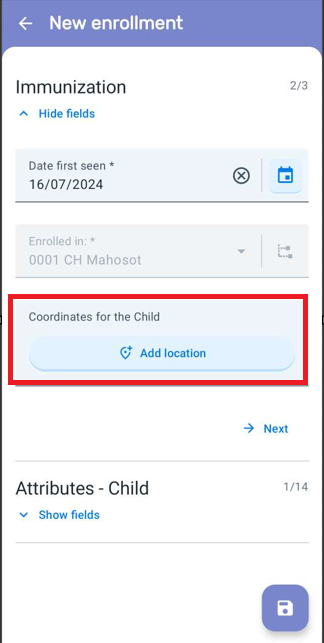 New enrollment
Immunization
2/3
Hide fields
Date first seen *
16/07/2024
Enrolled in: *
0001 CH Mahosot
Coordinates for the Child
Add location
Next
Attributes - Child
1/14
Show fields